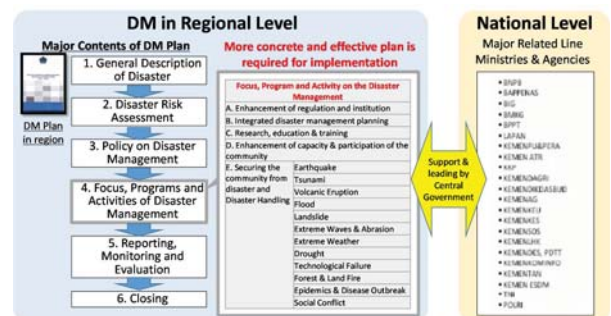 DM in Regional Level
Major Contents of DM Plan
DM Plan
in region
1. General Description
of Disaster
2. Disaster Risk
Assessment
3. Policy on Disaster
Management
4. Focus, Programs and
Activities of Disaster
Management
5. Reporting,
Monitoring and
Evaluation
6. Closing
More concrete and effective plan is
required for implementation
Focus, Program and Activity on the Disaster
Management
A. Enhancement of regulation and institution
B. Integrated disaster management planning
C. Research, education & training
D. Enhancement of capacity & participation of the
community
E. Securing the
community from
disaster and
Disaster Handling
Earthquake
Tsunami
Volcanic Eruption
Flood
Landslide
Extreme Waves & Abrasion
Extreme Weather
Drought
Technological Failure
Forest & Land Fire
Epidemics & Disease Outbreak
Social Conflict
Support &
leading by
Central
Government
National Level
Major Related Line
Ministries & Agencies
• BNPB
• BAPPENAS
• BIG
• BMKG
• BPPT
• LAPAN
• KEMENPU&PERA
• KEMEN ATR
• KKP
• KEMENDAGRI
• KEMENDIKDASBUD
• KEMENAG
• KEMENKEU
• KEMENKES
• KEMENSOS
• KEMENLHK
• KEMENDES, PDTT
• KEMENKOMINFO
• KEMENTAN
• KEMEN ESDM
• TNI
• POLRI